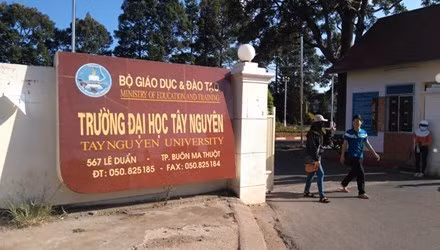 BỘ GIÁO DỤC & ĐÀO TẠO
MINISTRY OF EDUCATION AND TRAINING
TRƯỜNG ĐẠI HỌC TÂY NGUYÊN
TAY NGUYEN UNIVERSITY
567 LÊ DUẨN - TP. BUÔN MA THUỘT
ĐT: 050.825185 - FAX: 050.825184